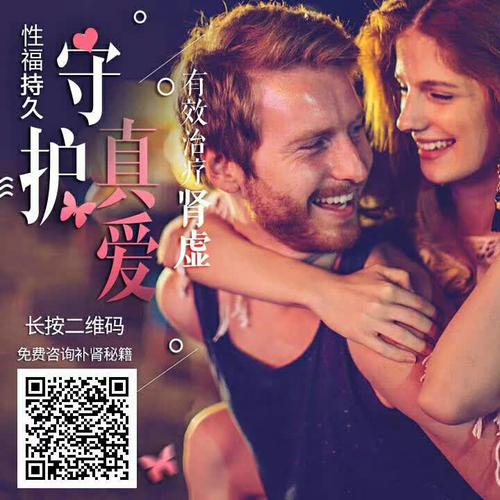 性福持久
守护
真爱
有效治疗肾虚
长按二维码
免费咨询补肾秘籍